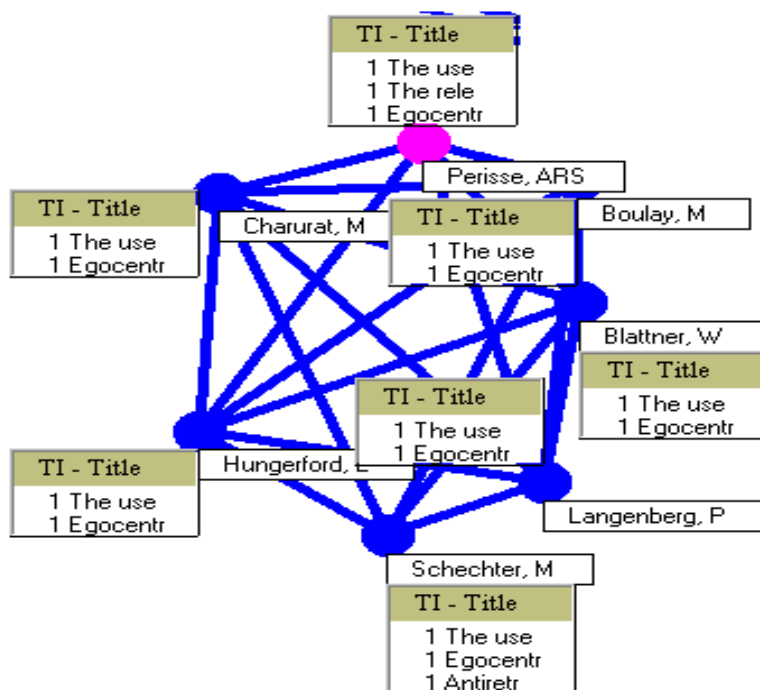 TI - Title
1 The use
1 The rele
1 Egocentr
Perisse, ARS
TI - Title
1 The use
1 Egocentr
Charurat, M
TI - Title
1 The use
1 Egocentr
Boulay, M
Blattner, W
TI - Title
1 The use
1 Egocentr
TI - Title
1 The use
1 Egocentr
Hungerford,
TI - Title
1 The use
1 Egocentr
Langenberg, P
Schechter, M
TI - Title
1 The use
1 Egocentr
1 Antiretr